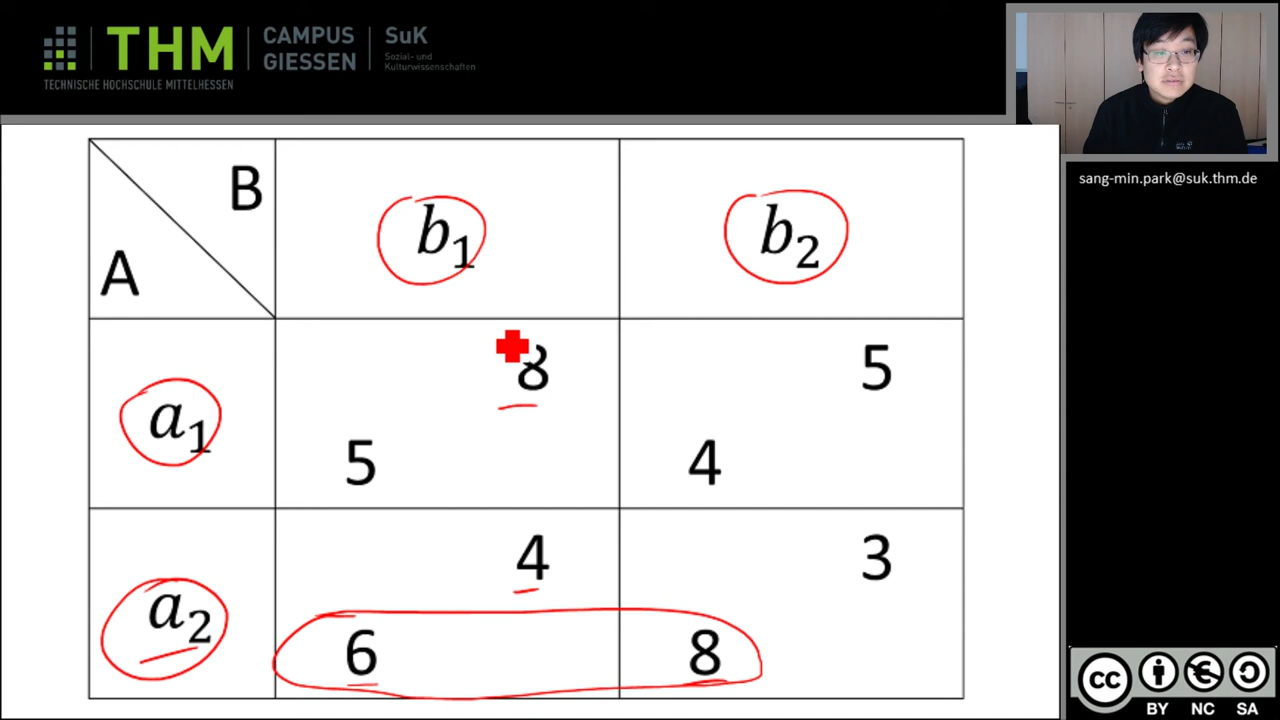 THM
CAMPUS
GIESSEN
SuK
Sozial- und
Kulturwissenschaften
TECHNISCHE HOCHSCHULE MITTELHESSEN
sang-min.park@suk.thm.de
B
A
b₁
b₂
a₁
8
5
5
4
a₂
4
3
6
8
cc
BY NC SA